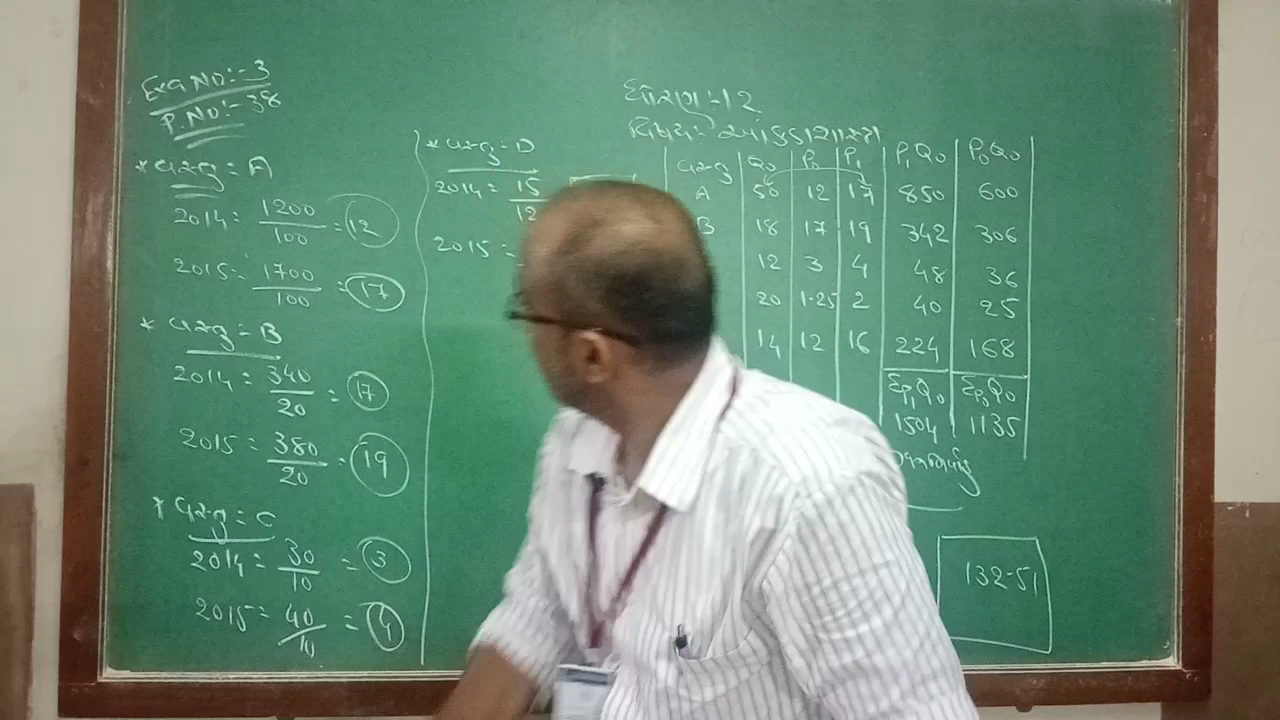 Exa NO:- 3
P. NO:- 38
* વસ્તુ = A
2014 = 1200/100 = 12
2015 = 1700/100 = 17
* વસ્તુ = B
2014 = 340/20 = 17
2015 = 380/20 = 19
* વસ્તુ = C
2014 = 30/10 = 3
2015 = 40/10 = 4
* વસ્તુ = D
2014 = 15/12
2015 =
ધોરણ :- 12
વિષય :- આંકડાશાસ્ત્ર
વસ્તુ Q₀ P₀ P₁ P₁Q₀ P₀Q₀
A 50 12 17 850 600
B 18 17 19 342 306
12 3 4 48 36
20 1.25 2 40 25
14 12 16 224 168
ΣP₁Q₀ ΣP₀Q₀
1504 1135
132.51